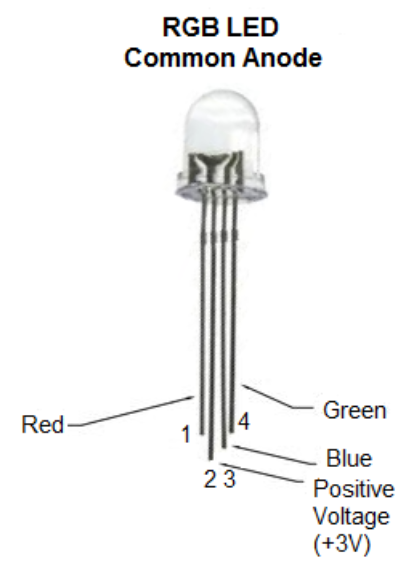 RGB LED
Common Anode
Red
1
2 3
4
Green
Blue
Positive
Voltage
(+3V)